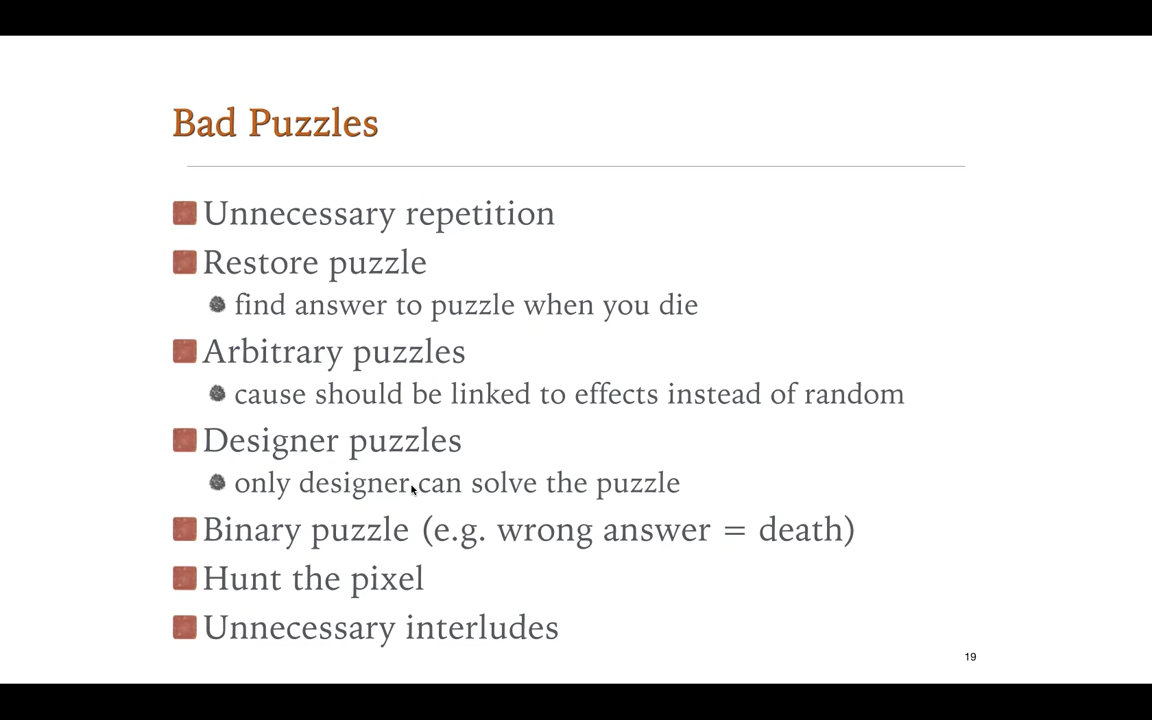 Bad Puzzles
Unnecessary repetition
Restore puzzle
find answer to puzzle when you die
Arbitrary puzzles
cause should be linked to effects instead of random
Designer puzzles
only designer can solve the puzzle
Binary puzzle (e.g. wrong answer = death)
Hunt the pixel
Unnecessary interludes
19